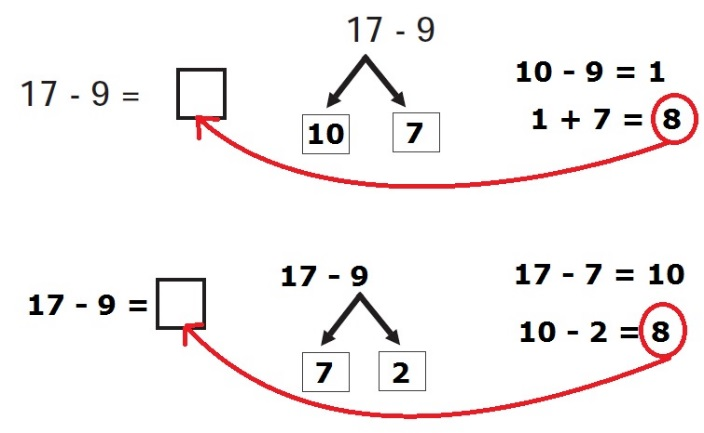 17 - 9
17 - 9 =
10 7
10 - 9 = 1
1 + 7 = 8
17 - 9 =
17 - 9
7 2
17 - 7 = 10
10 - 2 = 8